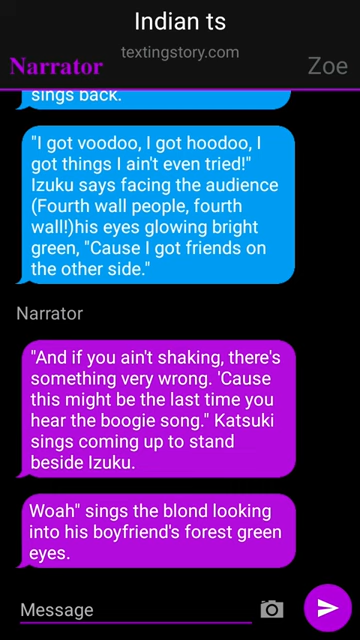 Indian ts
textingstory.com
Narrator
Zoe
sings back.
"I got voodoo, I got hoodoo, I
got things I ain't even tried!"
Izuku says facing the audience
(Fourth wall people, fourth
wall!)his eyes glowing bright
green, "Cause I got friends on
the other side."
Narrator
"And if you ain't shaking, there's
something very wrong. 'Cause
this might be the last time you
hear the boogie song." Katsuki
sings coming up to stand
beside Izuku.
Woah" sings the blond looking
into his boyfriend's forest green
eyes.
Message